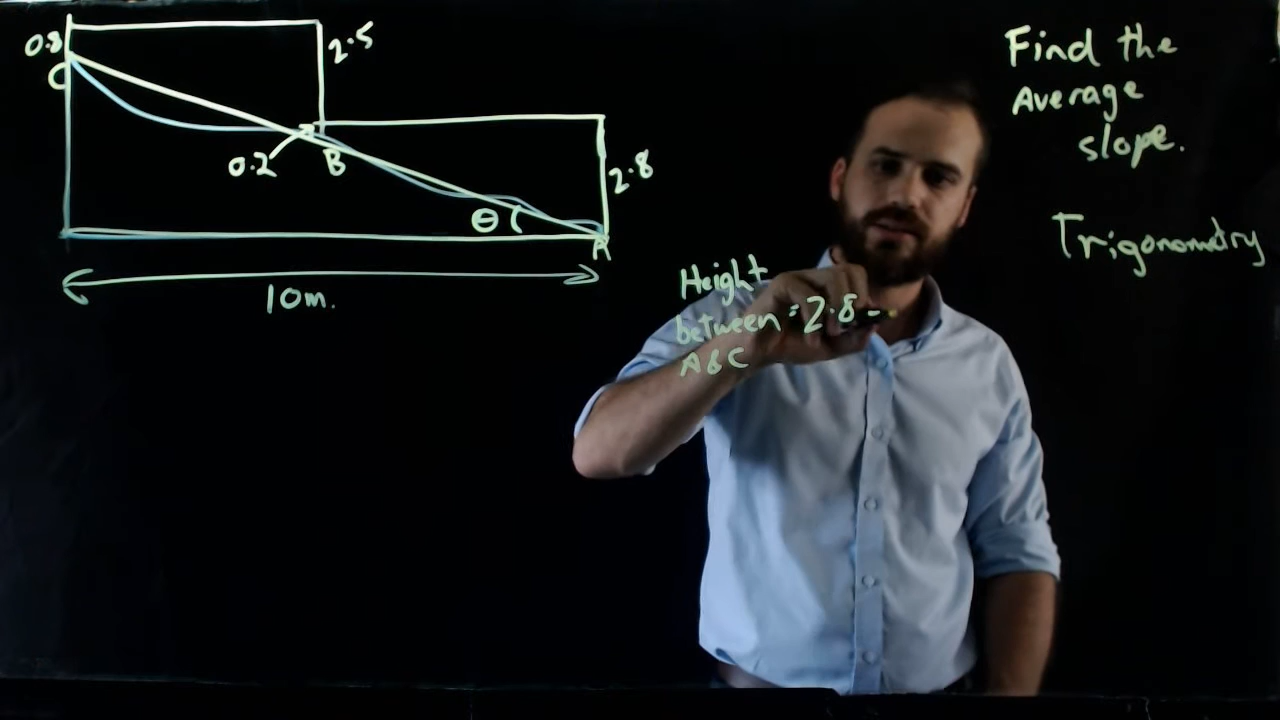 0.8
C
2.5
0.2
B
2.8
θ
A
10m.
Find the
Average
slope.
Trigonometry
Height
between = 2.8 -
A & C